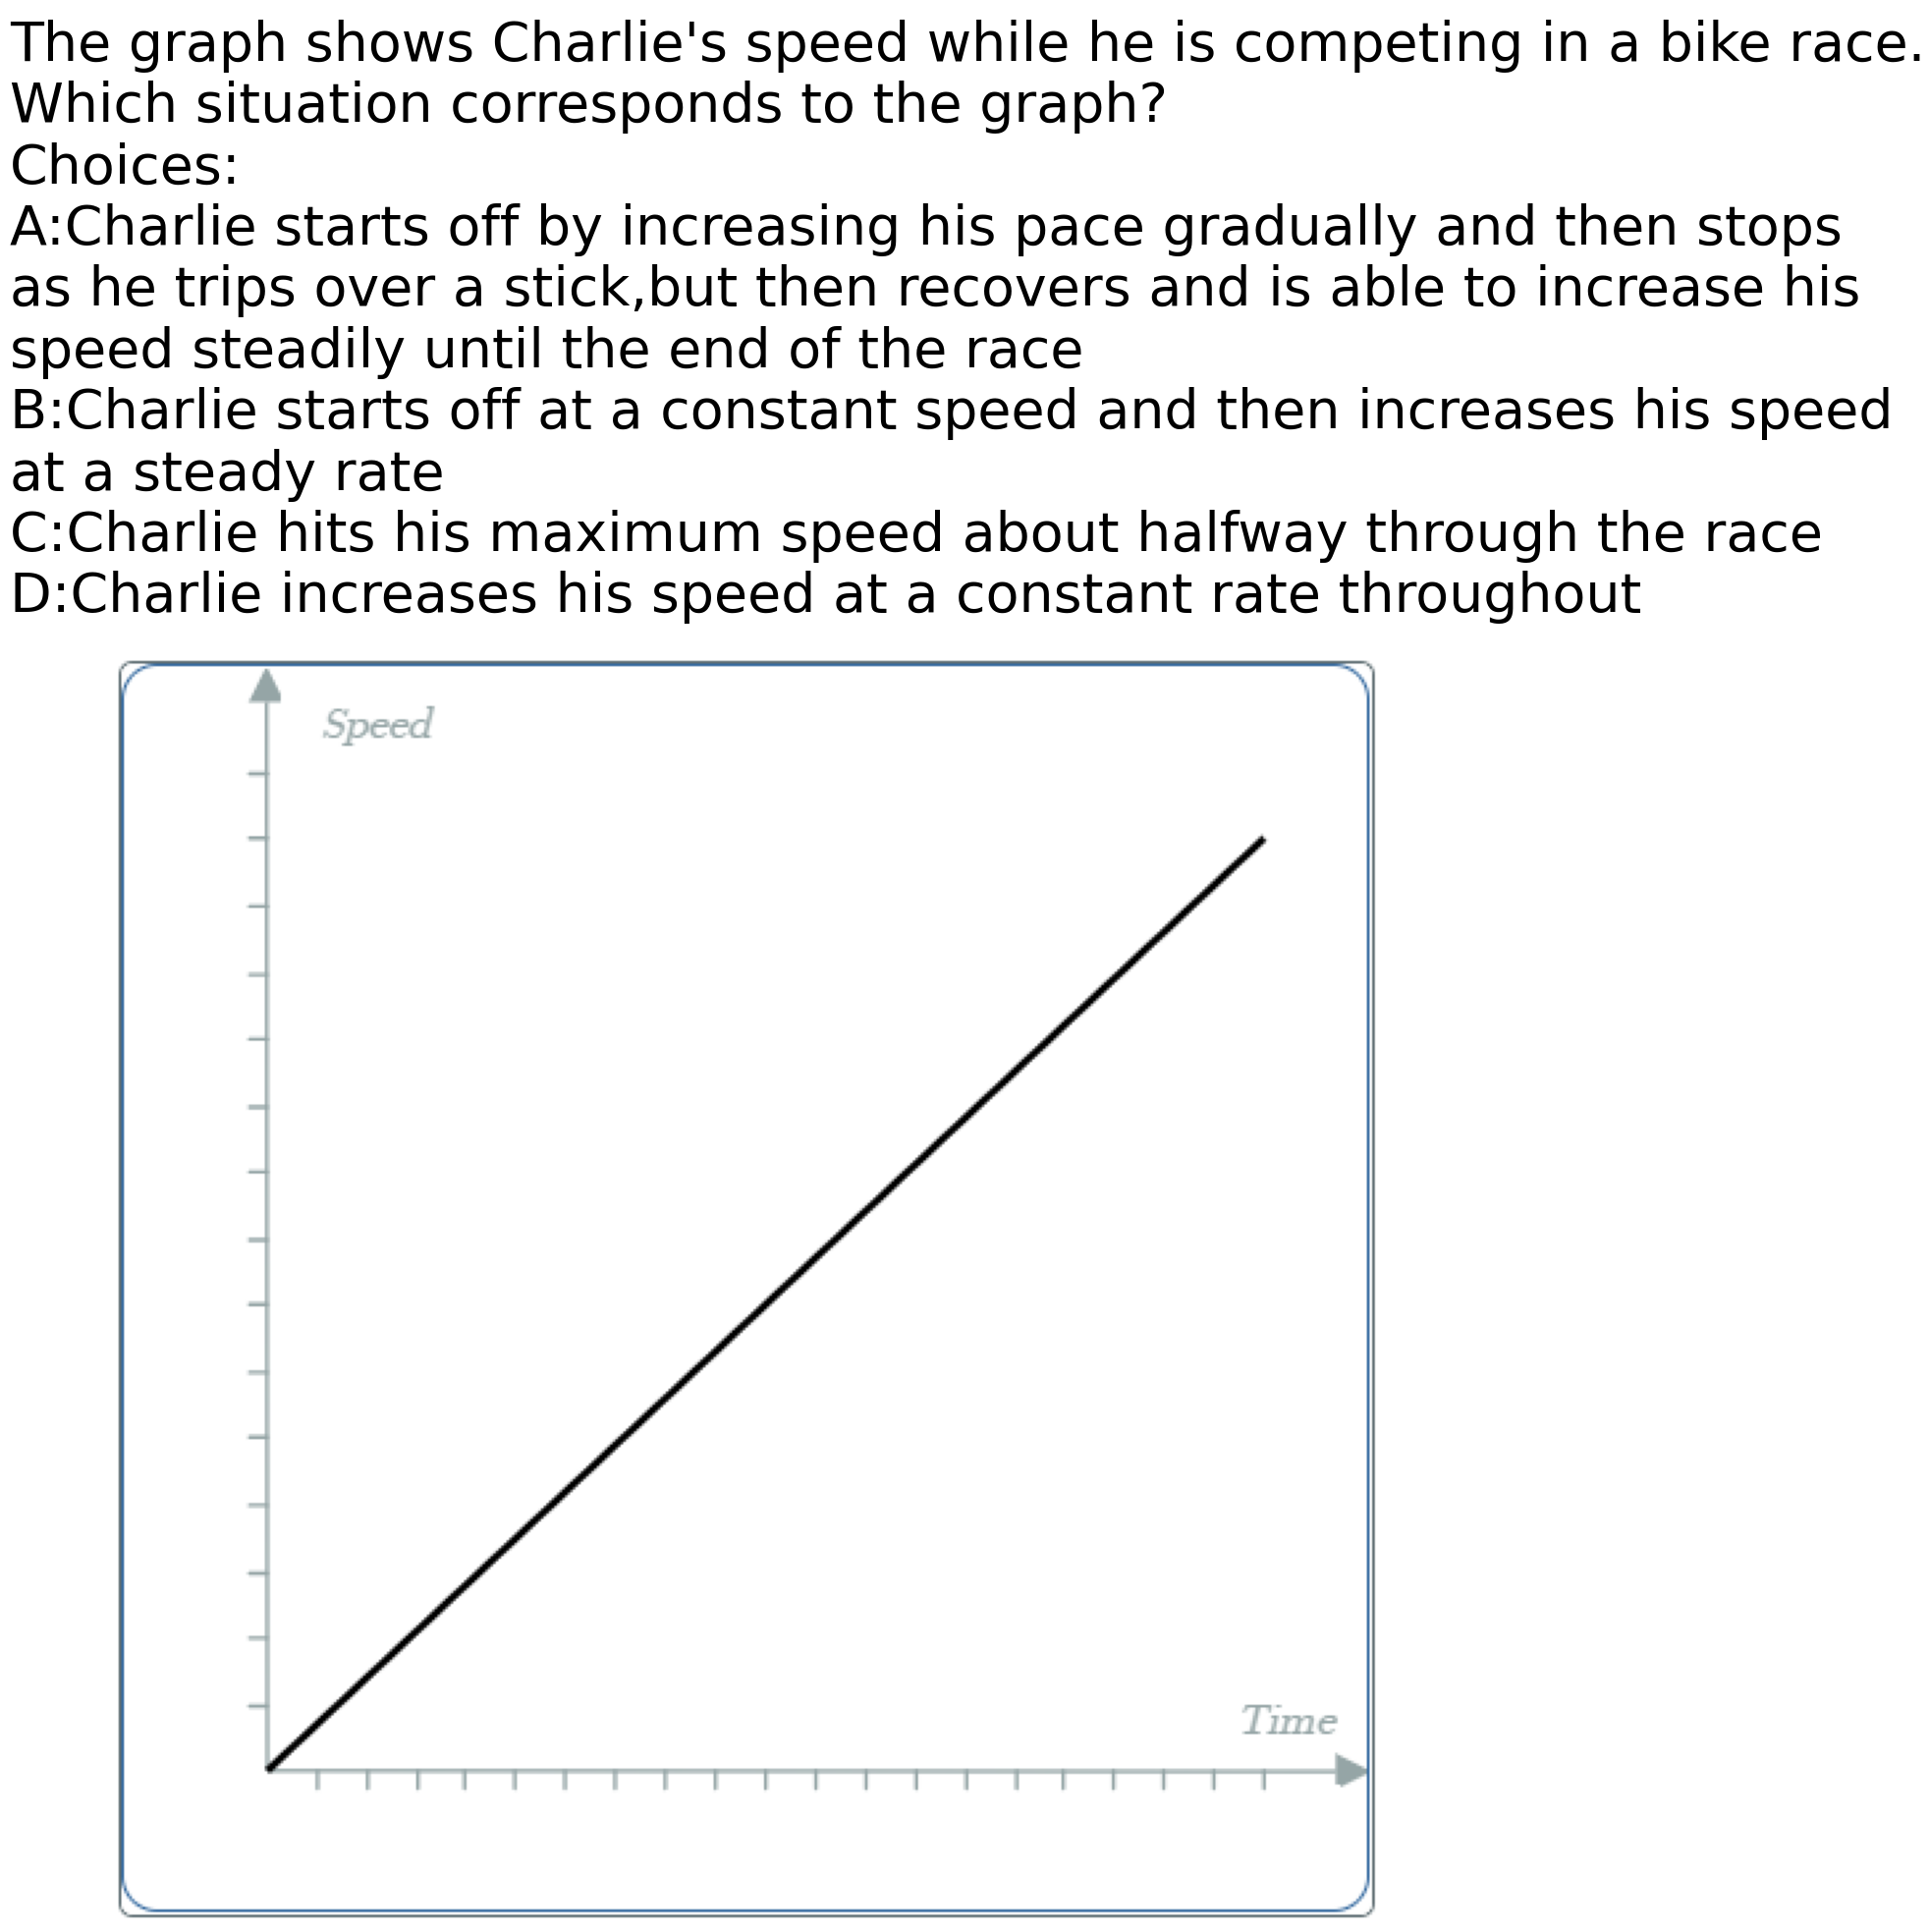 The graph shows Charlie's speed while he is competing in a bike race.
Which situation corresponds to the graph?
Choices:
A:Charlie starts off by increasing his pace gradually and then stops
as he trips over a stick,but then recovers and is able to increase his
speed steadily until the end of the race
B:Charlie starts off at a constant speed and then increases his speed
at a steady rate
C:Charlie hits his maximum speed about halfway through the race
D:Charlie increases his speed at a constant rate throughout
Speed
Time